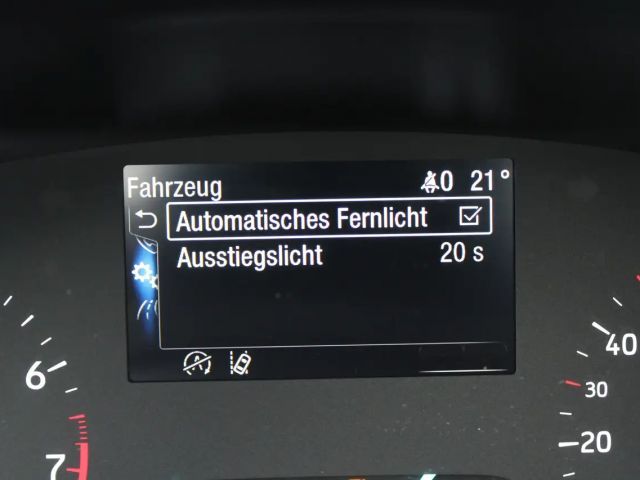 Fahrzeug 0 21°
Automatisches Fernlicht
Ausstiegslicht 20 s
6
7
40
30
20